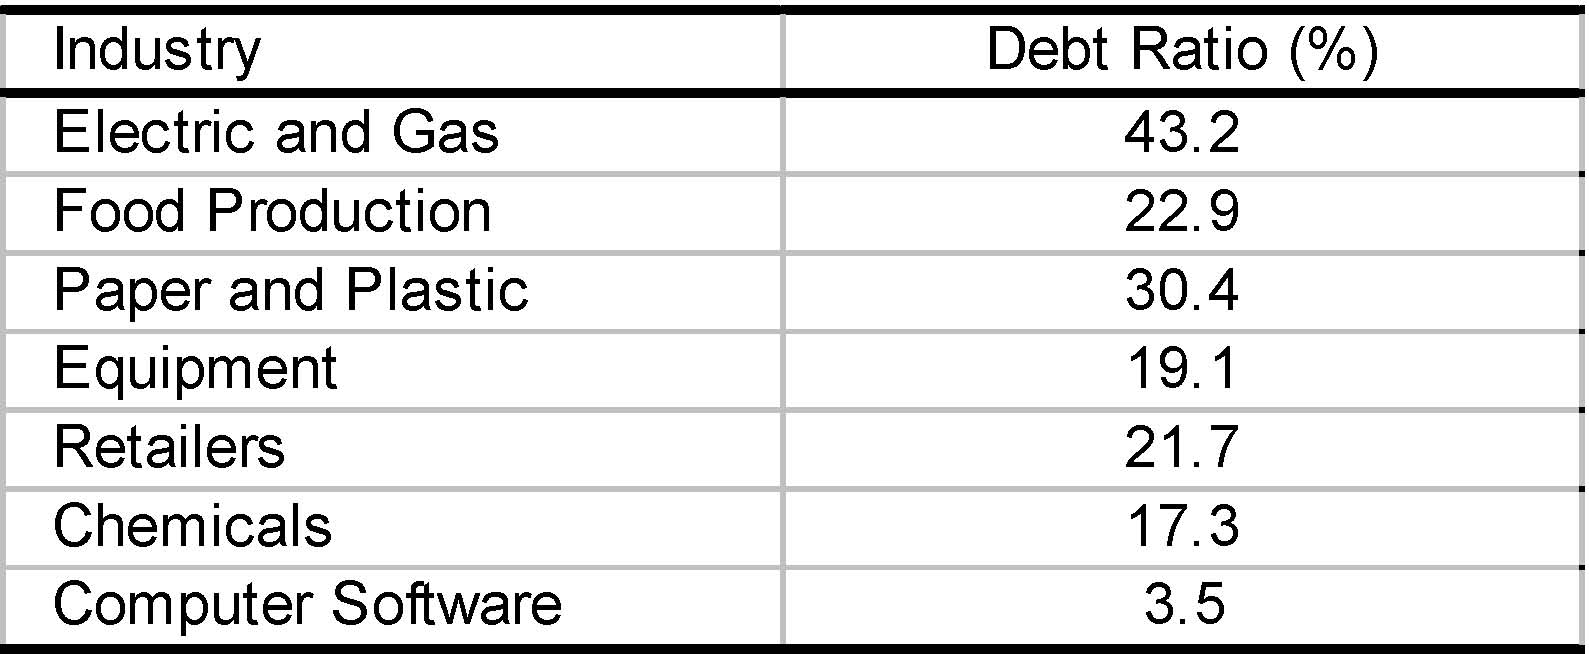 Industry Debt Ratio (%)
Electric and Gas 43.2
Food Production 22.9
Paper and Plastic 30.4
Equipment 19.1
Retailers 21.7
Chemicals 17.3
Computer Software 3.5